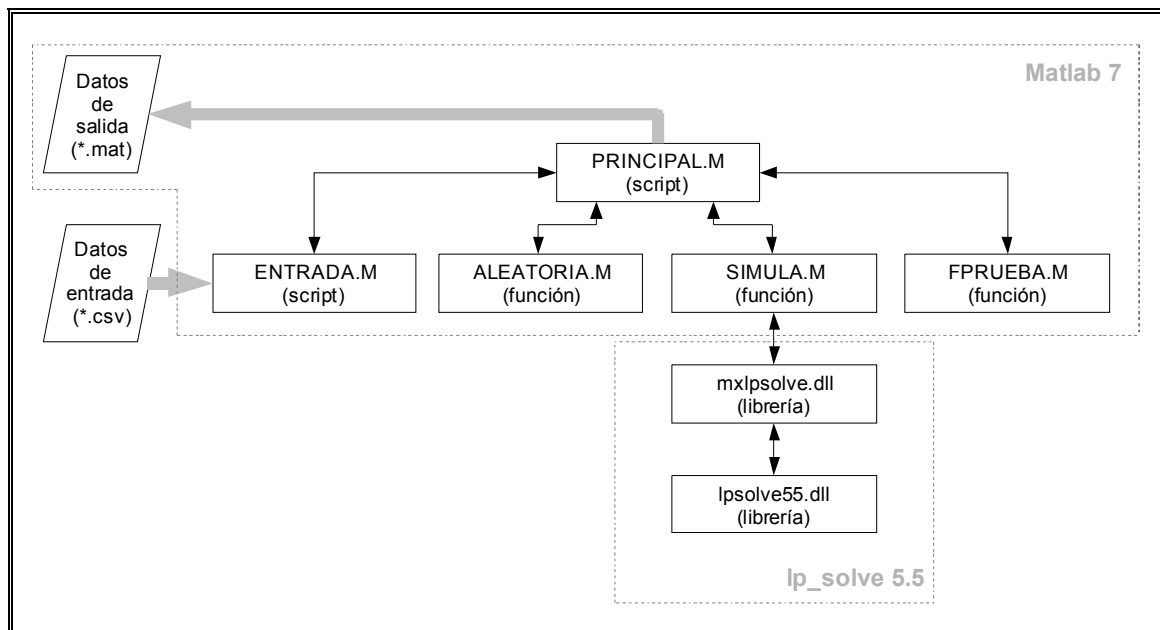 Matlab 7
Datos
de
salida
(*.mat)
PRINCIPAL.M
(script)
Datos
de
entrada
(*.csv)
ENTRADA.M
(script)
ALEATORIA.M
(función)
SIMULA.M
(función)
FPRUEBA.M
(función)
mxlpsolve.dll
(librería)
lpsolve55.dll
(librería)
lp_solve 5.5